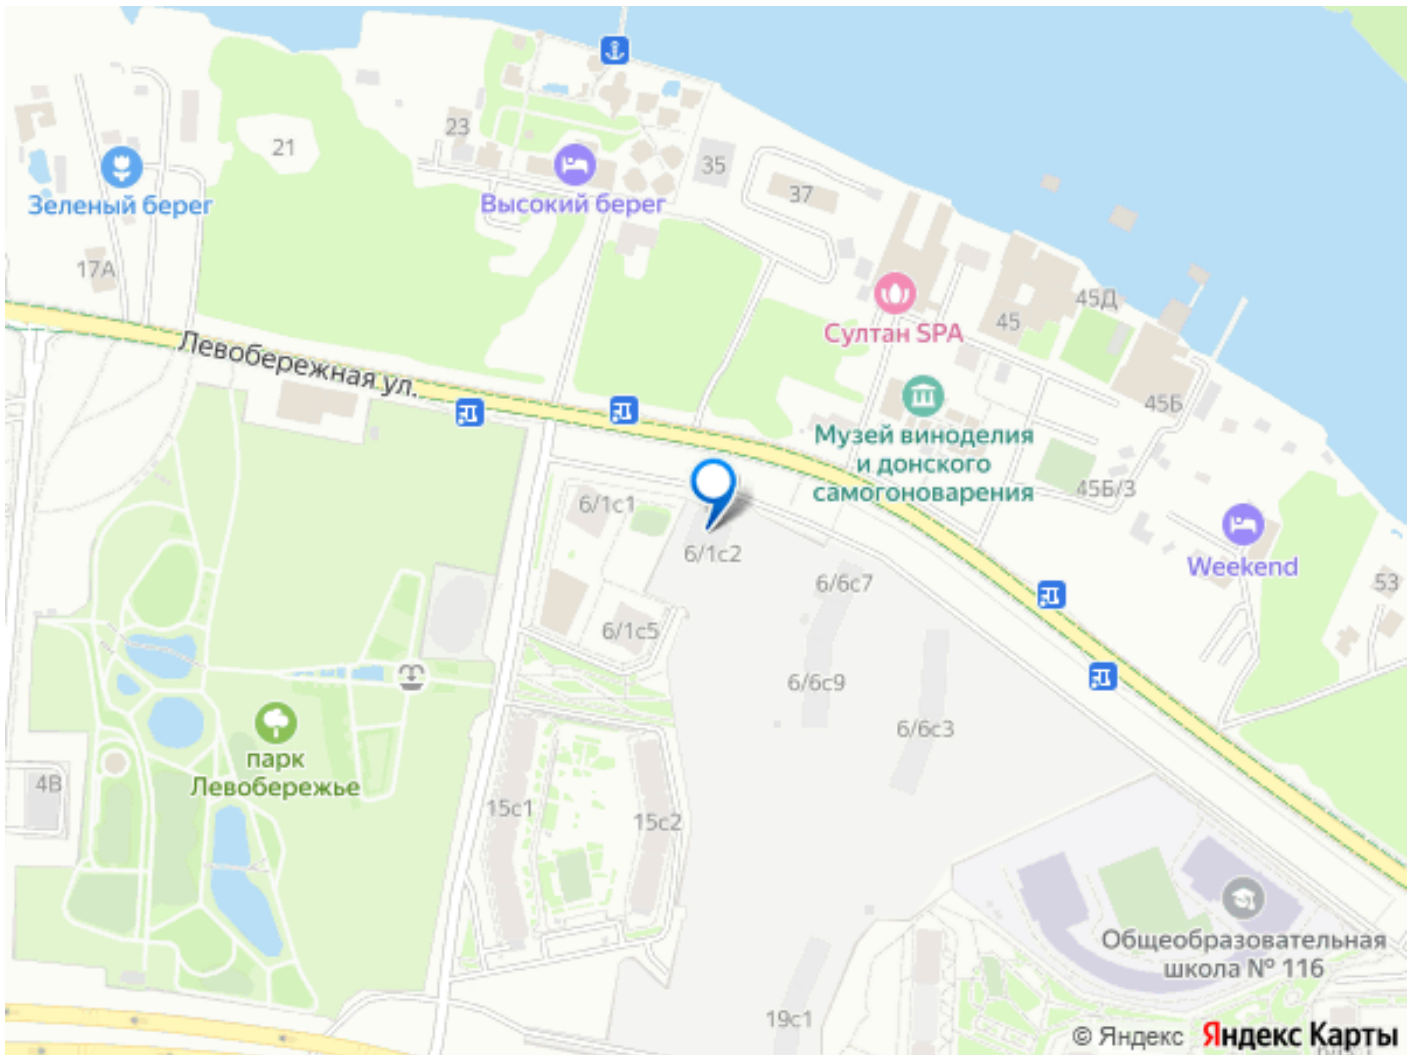 23
21
35
37
Зеленый берег
Высокий берег
17А
45Д
45
Султан SPA
Левобережная ул.
45Б
Музей виноделия
и донского
самогоноварения
45Б/3
6/1с1
6/1с2
Weekend
6/6с7
53
6/1с5
6/6с9
6/6с3
парк
Левобережье
4В
15с1
15с2
Общеобразовательная
школа № 116
19с1
© Яндекс Яндекс Карты